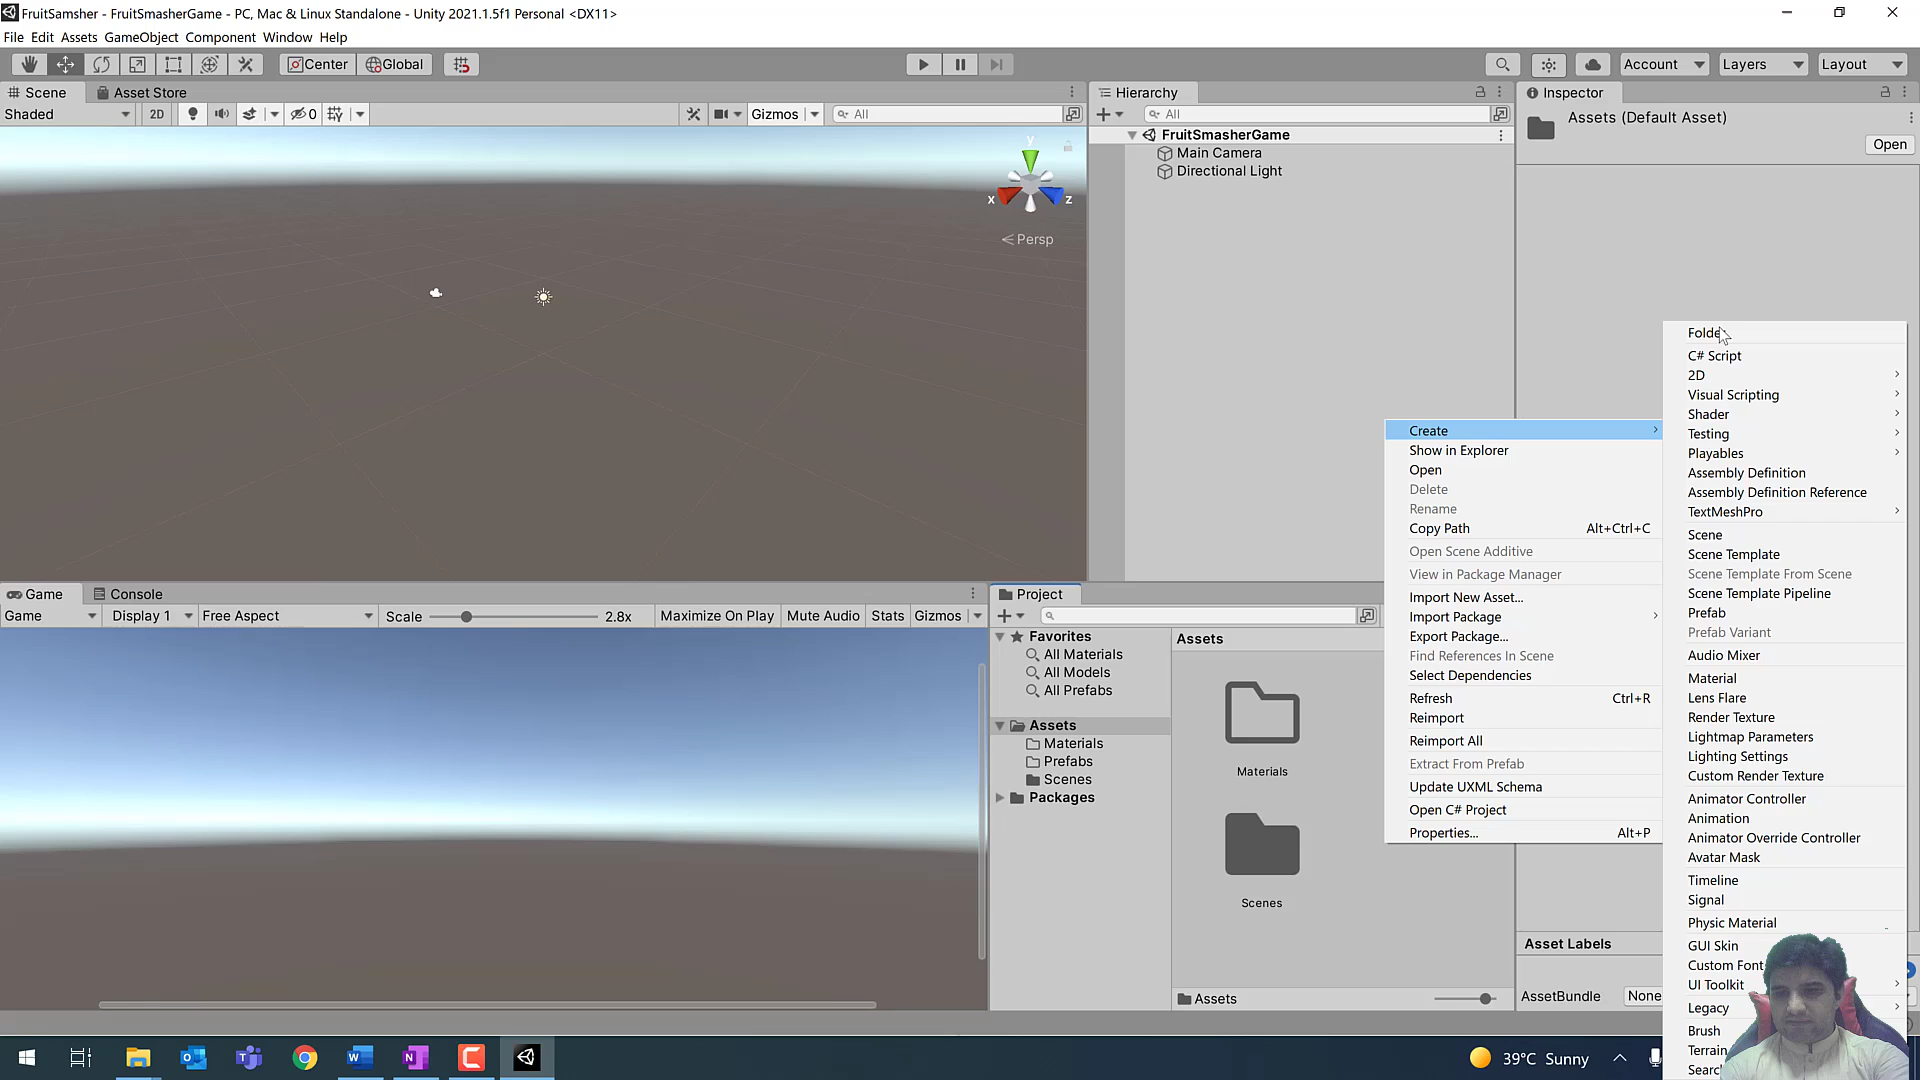 FruitSamsher - FruitSmasherGame - PC, Mac & Linux Standalone - Unity 2021.1.5f1 Personal <DX11>
File Edit Assets GameObject Component Window Help
Center Global Account Layers Layout
Scene Asset Store Hierarchy Inspector
Shaded 2D 0 Gizmos All All
Assets (Default Asset)
Open
FruitSmasherGame
Main Camera
Directional Light
y
x z
Persp
Folder
C# Script
2D
Visual Scripting
Shader
Testing
Playables
Assembly Definition
Assembly Definition Reference
TextMeshPro
Scene
Scene Template
Scene Template From Scene
Scene Template Pipeline
Prefab
Prefab Variant
Audio Mixer
Material
Lens Flare
Render Texture
Lightmap Parameters
Lighting Settings
Custom Render Texture
Animator Controller
Animation
Animator Override Controller
Avatar Mask
Timeline
Signal
Physic Material
GUI Skin
Custom Font
UI Toolkit
Legacy
Brush
Terrain
Create
Show in Explorer
Open
Delete
Rename
Copy Path Alt+Ctrl+C
Open Scene Additive
View in Package Manager
Import New Asset...
Import Package
Export Package...
Find References In Scene
Select Dependencies
Refresh Ctrl+R
Reimport
Reimport All
Extract From Prefab
Update UXML Schema
Open C# Project
Properties... Alt+P
Game Console
Game Display 1 Free Aspect Scale 2.8x Maximize On Play Mute Audio Stats Gizmos
Project
Favorites
All Materials
All Models
All Prefabs
Assets
Materials
Prefabs
Scenes
Packages
Assets
Materials
Scenes
Assets
Asset Labels
AssetBundle None
39°C Sunny